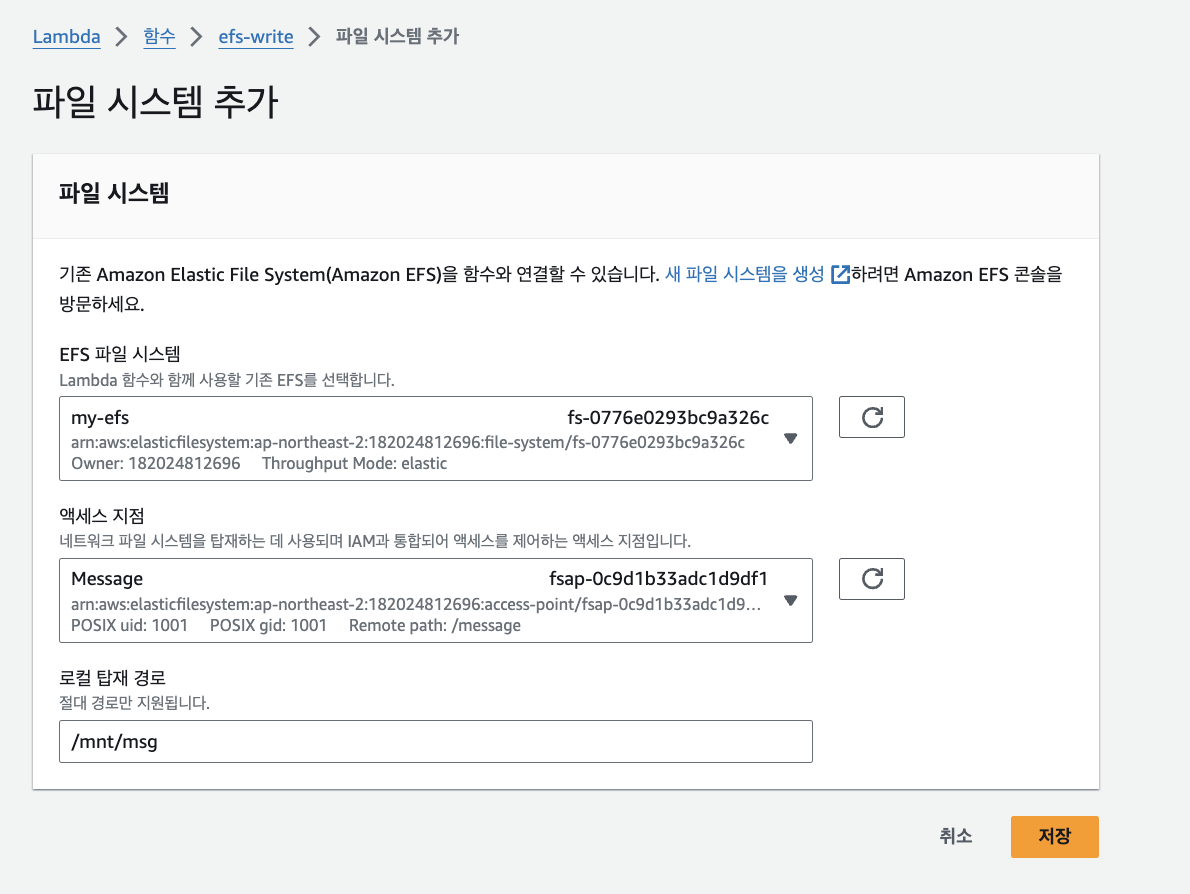 Lambda > 함수 > efs-write > 파일 시스템 추가
파일 시스템 추가
파일 시스템
기존 Amazon Elastic File System(Amazon EFS)을 함수와 연결할 수 있습니다. 새 파일 시스템을 생성 하려면 Amazon EFS 콘솔을
방문하세요.
EFS 파일 시스템
Lambda 함수와 함께 사용할 기존 EFS를 선택합니다.
my-efs fs-0776e0293bc9a326c
arn:aws:elasticfilesystem:ap-northeast-2:182024812696:file-system/fs-0776e0293bc9a326c
Owner: 182024812696 Throughput Mode: elastic
액세스 지점
네트워크 파일 시스템을 탑재하는 데 사용되며 IAM과 통합되어 액세스를 제어하는 액세스 지점입니다.
Message fsap-0c9d1b33adc1d9df1
arn:aws:elasticfilesystem:ap-northeast-2:182024812696:access-point/fsap-0c9d1b33adc1d9...
POSIX uid: 1001 POSIX gid: 1001 Remote path: /message
로컬 탑재 경로
절대 경로만 지원됩니다.
/mnt/msg
취소 저장